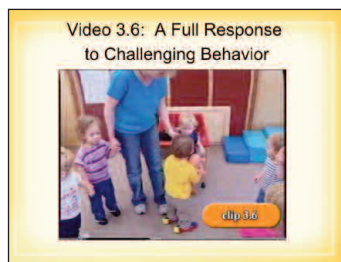 Video 3.6: A Full Response
to Challenging Behavior
clip 3.6